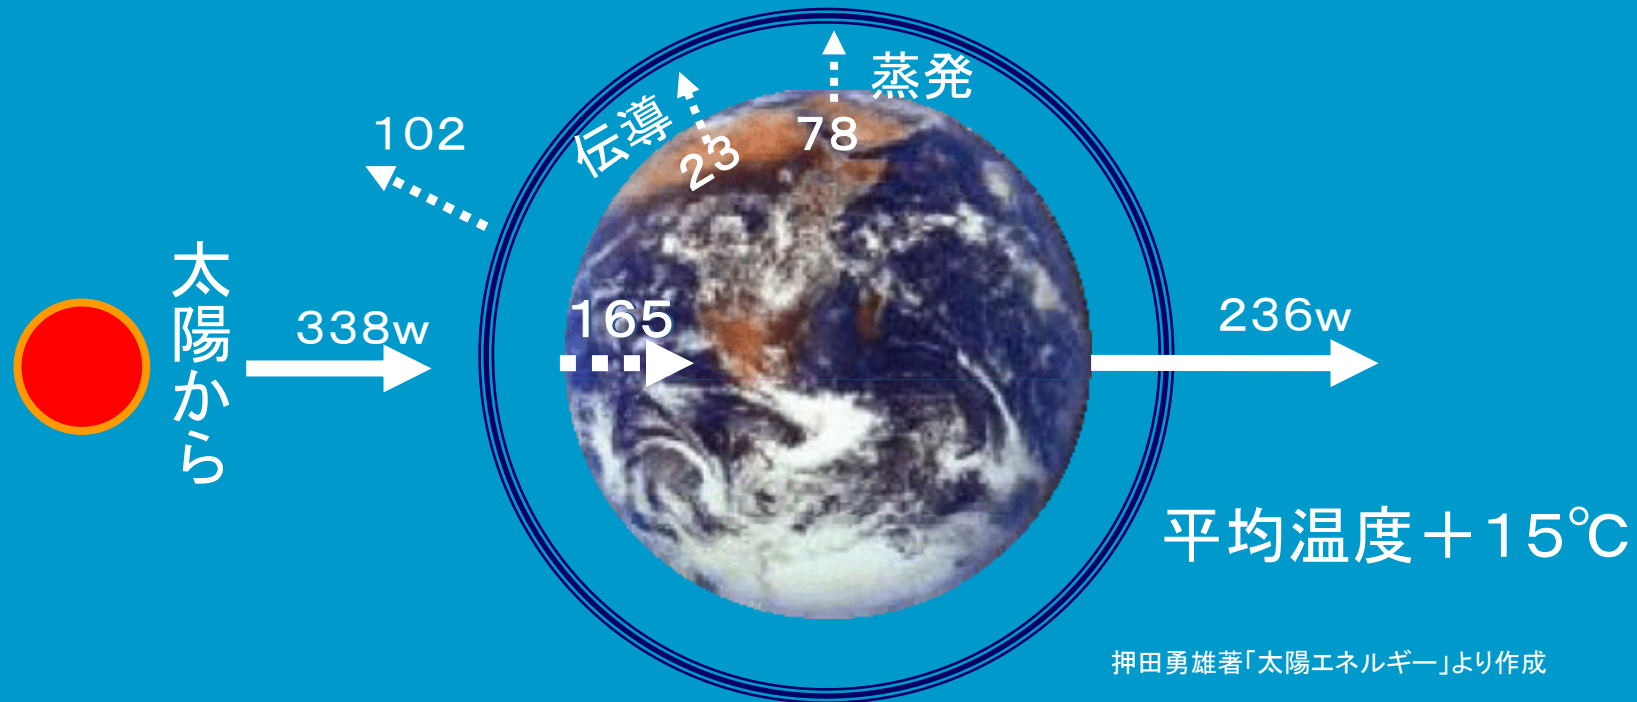 蒸発
伝導
102
23
78
太陽から
338w
165
236w
平均温度＋15℃
押田勇雄著｢太陽エネルギー｣より作成